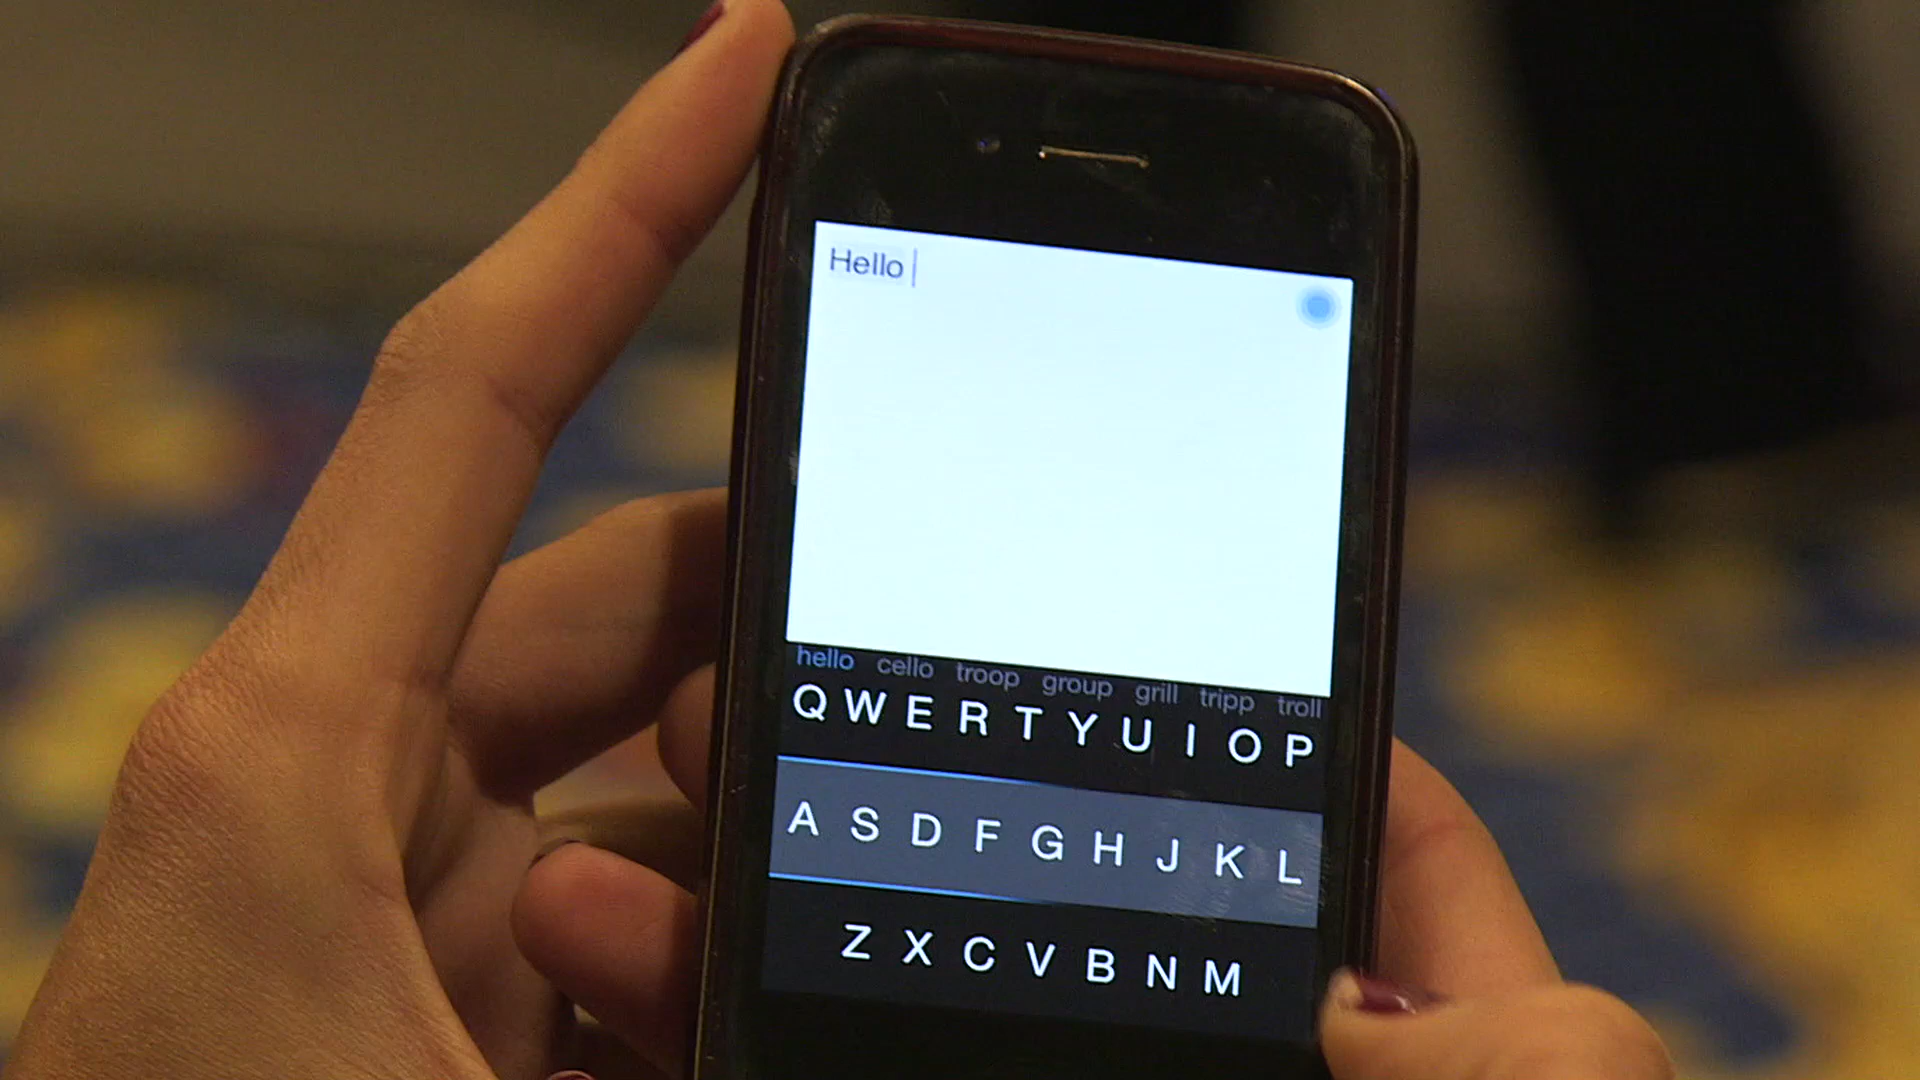 Hello
hello cello troop group grill tripp troll
Q W E R T Y U I O P
A S D F G H J K L
Z X C V B N M